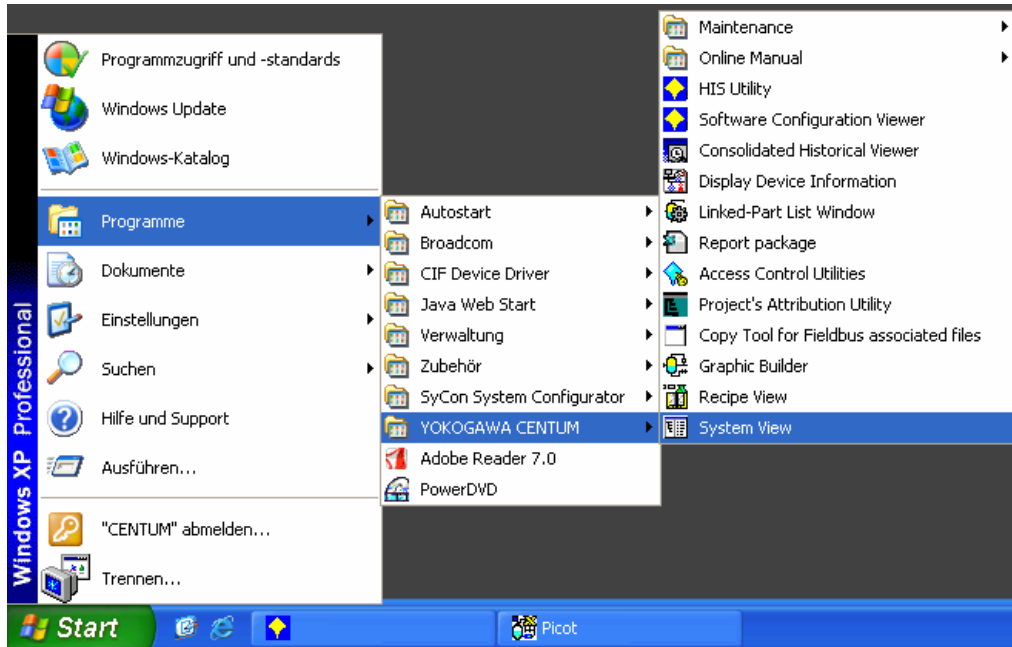 Windows XP Professional
Programmzugriff und -standards
Windows Update
Windows-Katalog
Programme
Dokumente
Einstellungen
Suchen
Hilfe und Support
Ausführen...
"CENTUM" abmelden...
Trennen...
Autostart
Broadcom
CIF Device Driver
Java Web Start
Verwaltung
Zubehör
SyCon System Configurator
YOKOGAWA CENTUM
Adobe Reader 7.0
PowerDVD
Maintenance
Online Manual
HIS Utility
Software Configuration Viewer
Consolidated Historical Viewer
Display Device Information
Linked-Part List Window
Report package
Access Control Utilities
Project's Attribution Utility
Copy Tool for Fieldbus associated files
Graphic Builder
Recipe View
System View
Start
Picot